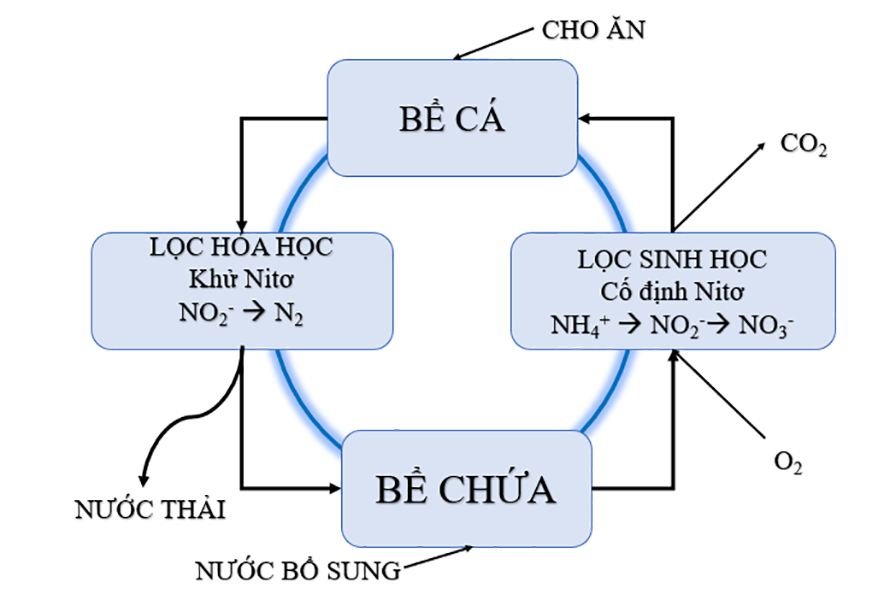 CHO ĂN
BỂ CÁ
CO₂
LỌC HÓA HỌC
Khử Nitơ
NO₂⁻ → N₂
LỌC SINH HỌC
Cố định Nitơ
NH₄⁺ → NO₂⁻→ NO₃⁻
O₂
BỂ CHỨA
NƯỚC THẢI
NƯỚC BỔ SUNG